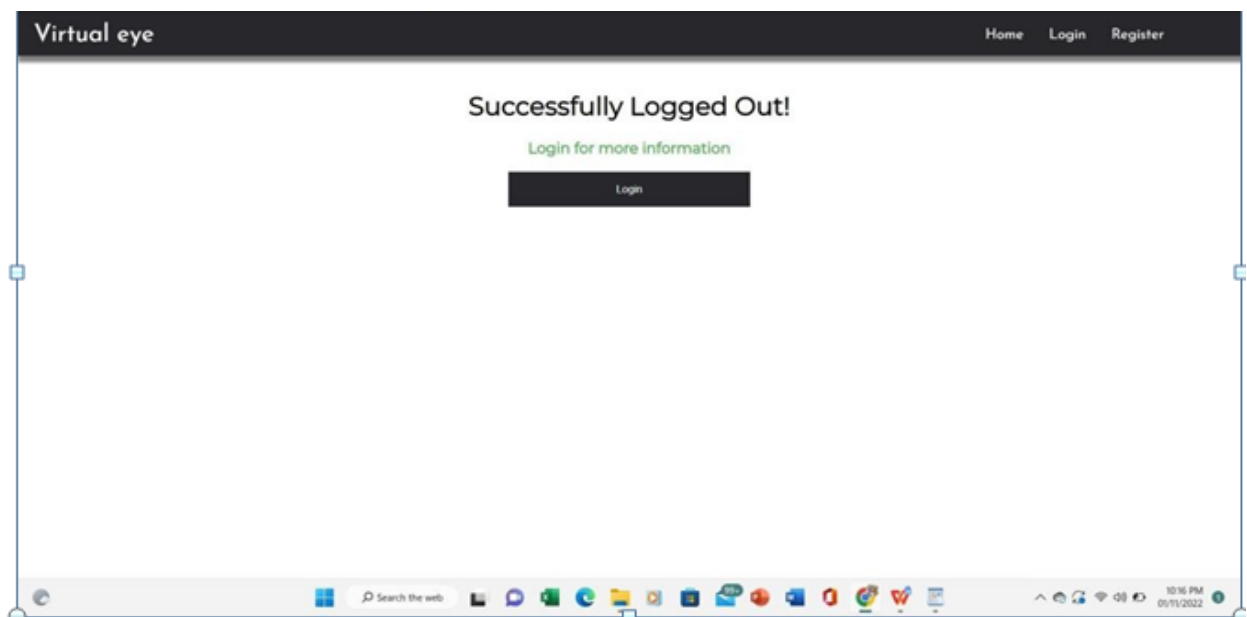 Virtual eye
Home Login Register
Successfully Logged Out!
Login for more information
Login
Search the web
99+
10:16 PM
01/11/2022